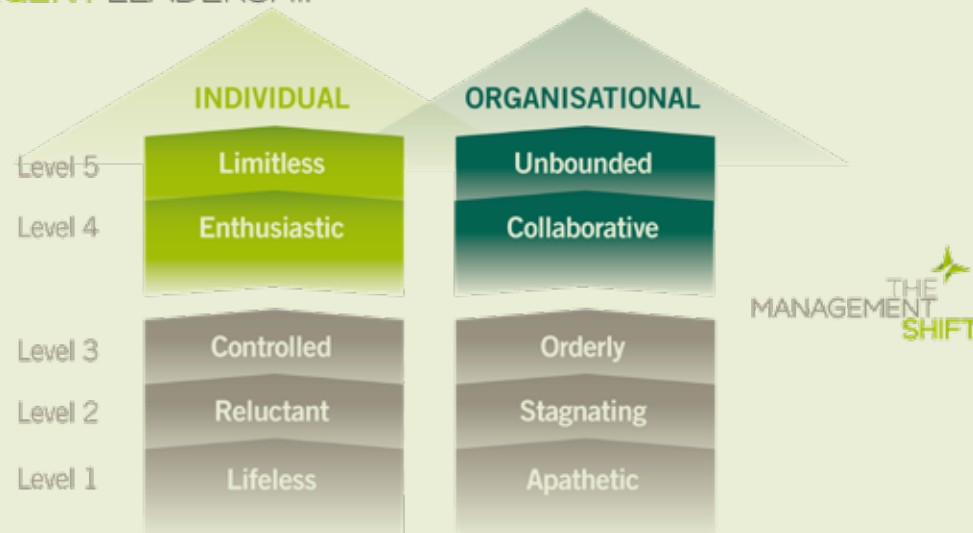 INDIVIDUAL ORGANISATIONAL
Level 5 Limitless Unbounded
Level 4 Enthusiastic Collaborative
THE
MANAGEMENT
SHIFT
Level 3 Controlled Orderly
Level 2 Reluctant Stagnating
Level 1 Lifeless Apathetic